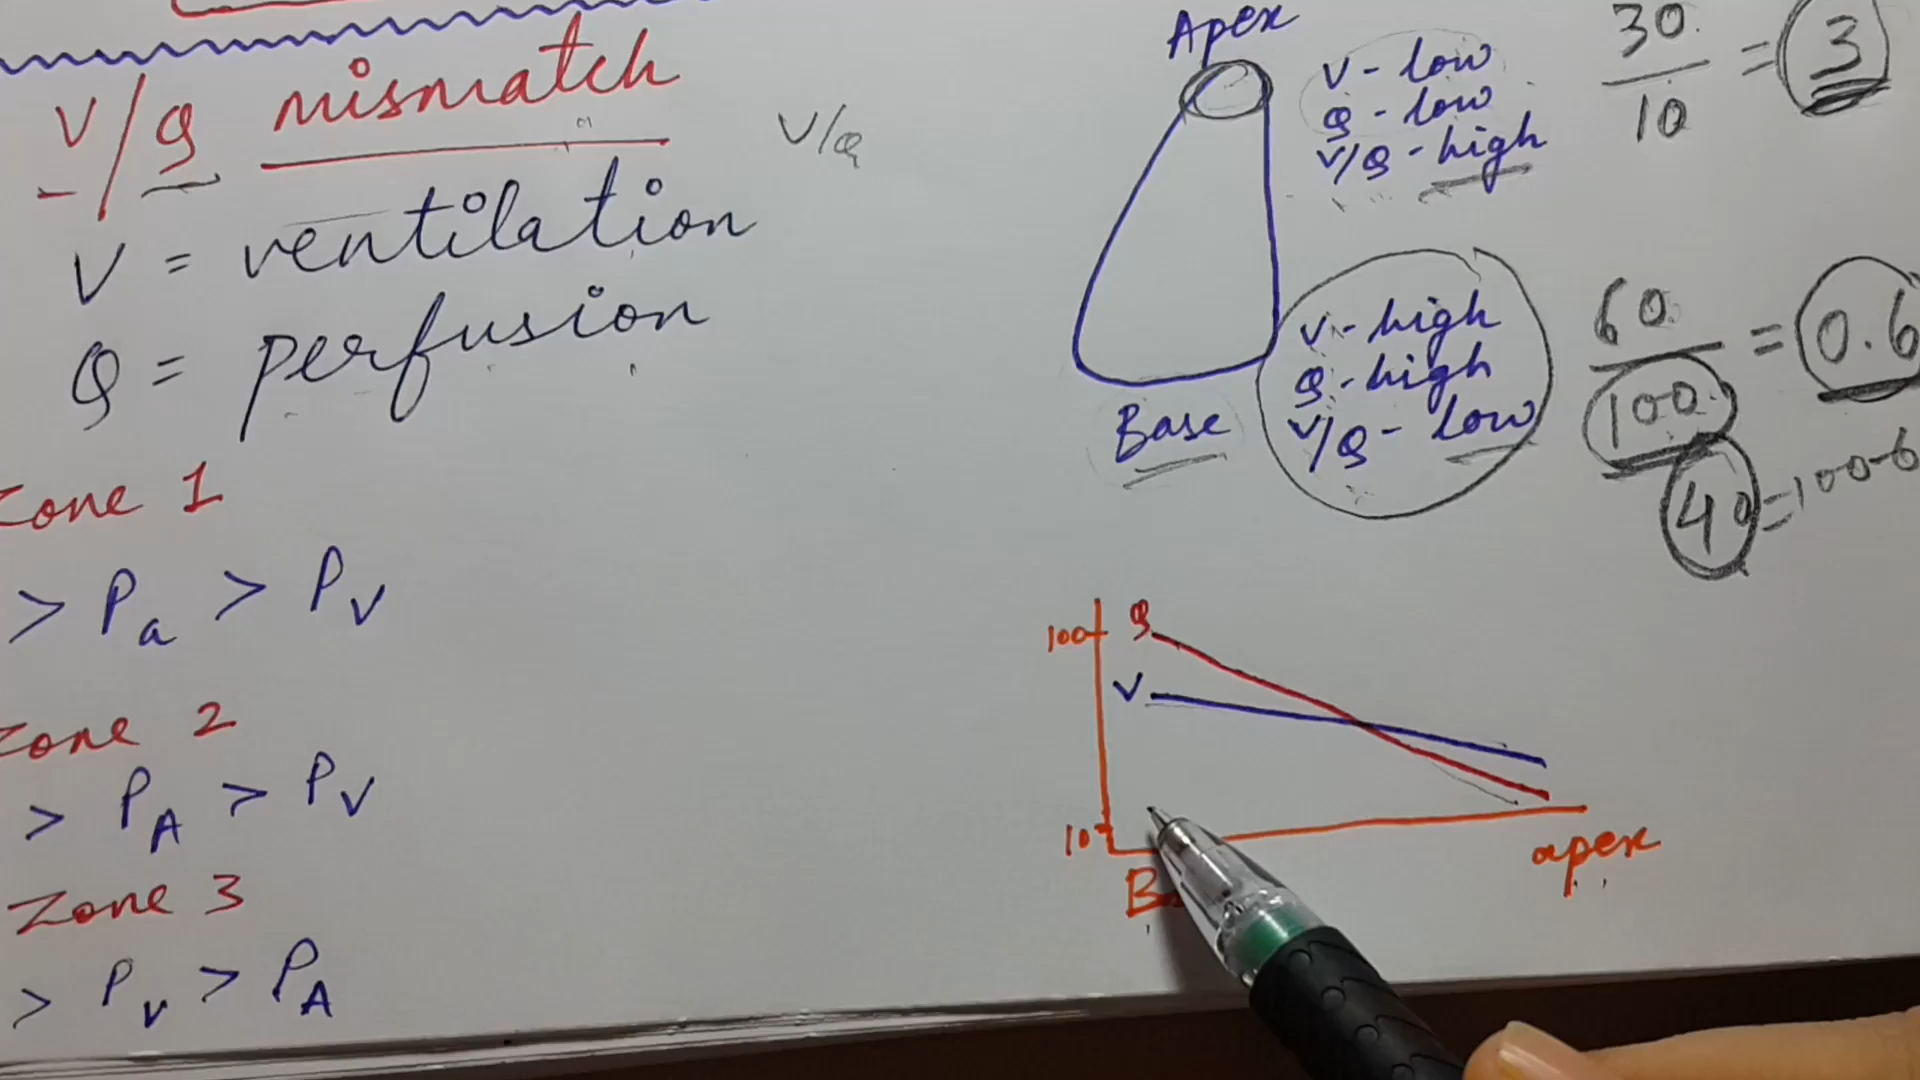 V/Q mismatch
V/Q
V = ventilation
Q = perfusion
Zone 1
> Pa > PV
Zone 2
> PA > PV
Zone 3
> Pv > PA
Apex
V - low
Q - low
V/Q - high
30
10
= 3
V - high
Q - high
V/Q - low
Base
60
100
= 0.6
40 = 100-6
100
Q
V
10
apex